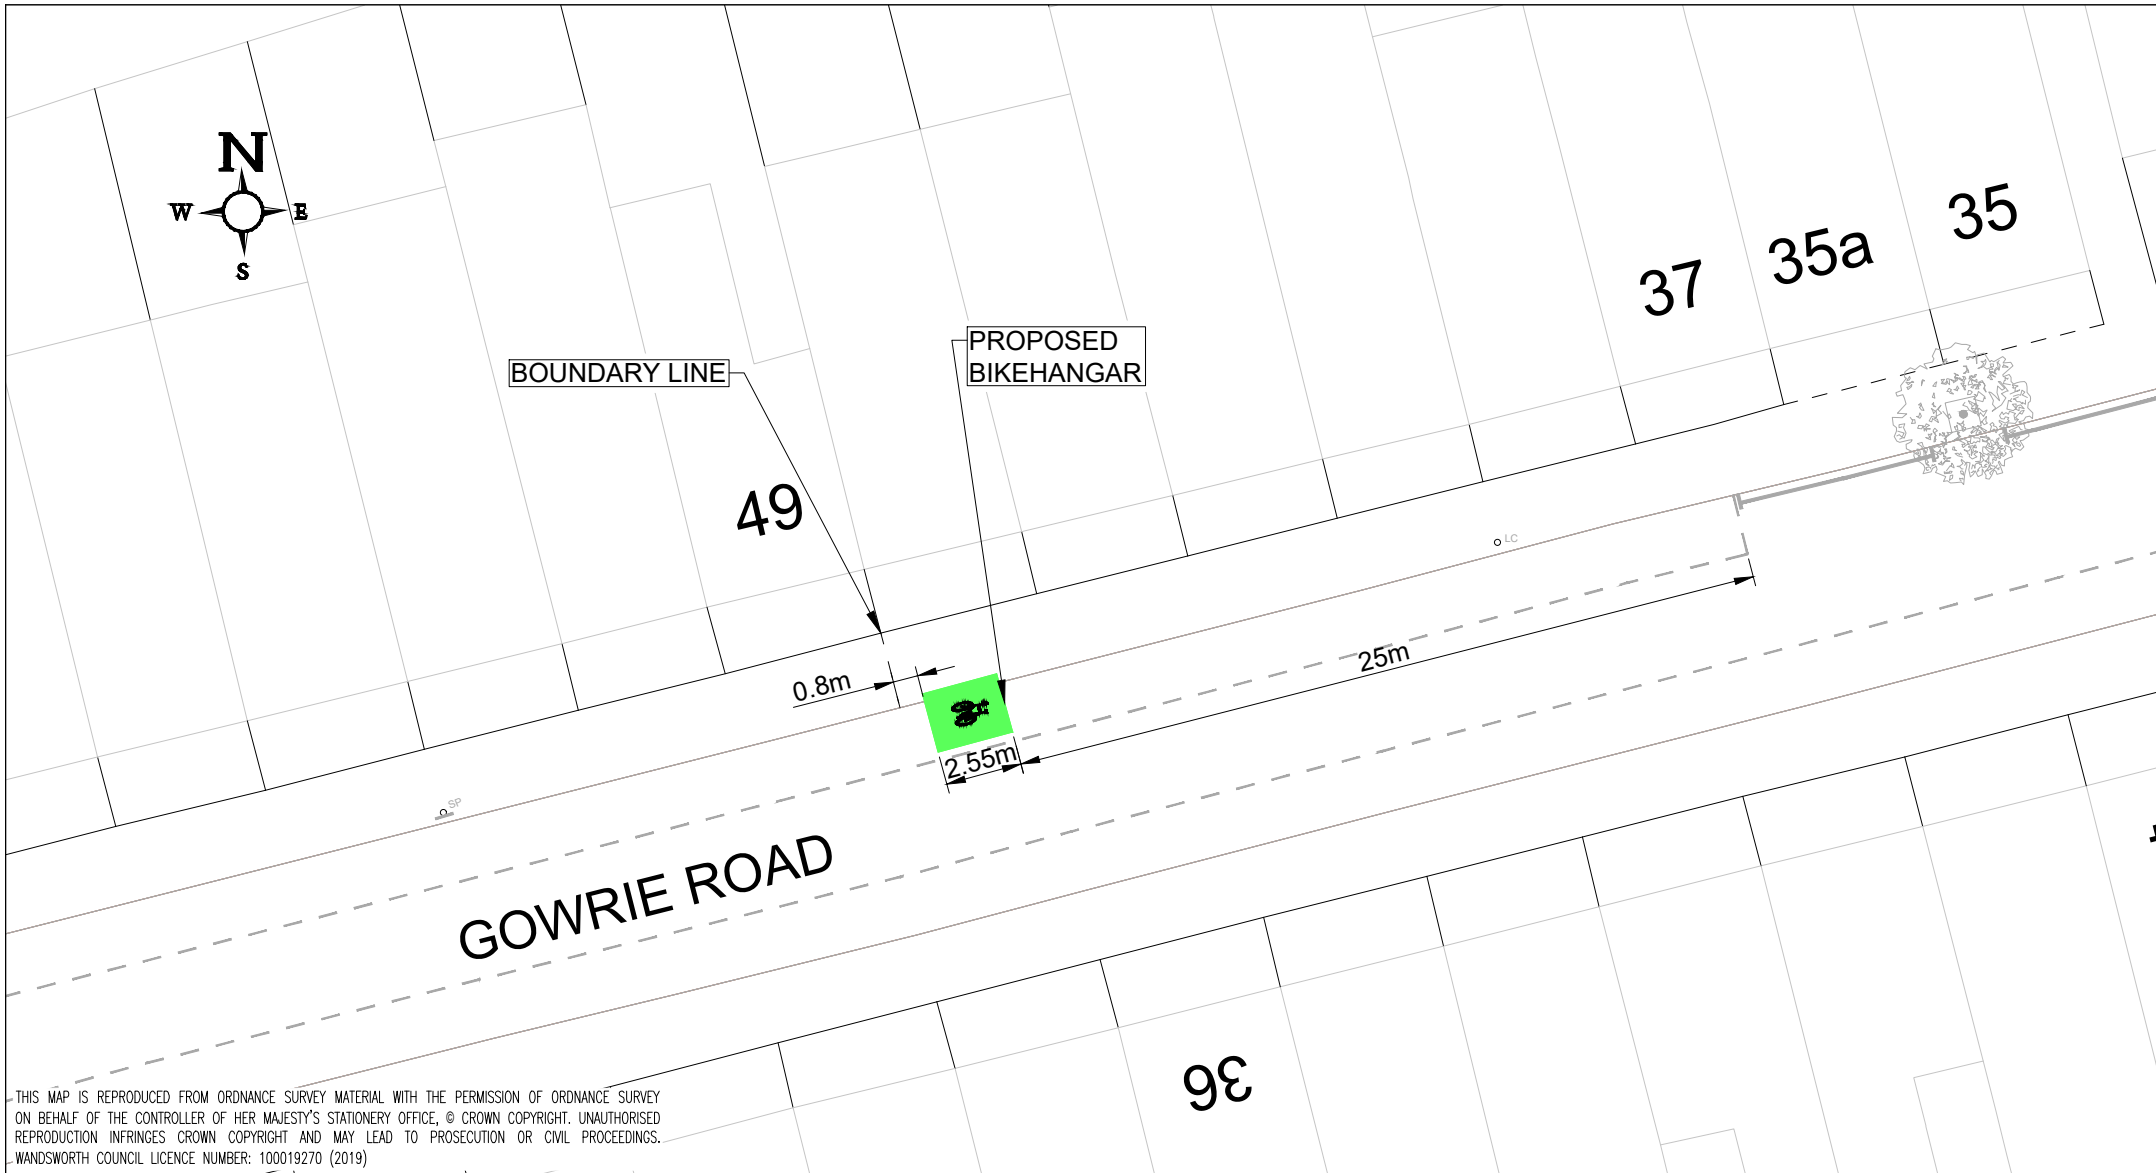 N
W
E
S
35
35a
37
PROPOSED
BIKEHANGAR
BOUNDARY LINE
49
LC
25m
0.8m
2.55m
SP
GOWRIE ROAD
36
THIS MAP IS REPRODUCED FROM ORDNANCE SURVEY MATERIAL WITH THE PERMISSION OF ORDNANCE SURVEY
ON BEHALF OF THE CONTROLLER OF HER MAJESTY'S STATIONERY OFFICE, © CROWN COPYRIGHT. UNAUTHORISED
REPRODUCTION INFRINGES CROWN COPYRIGHT AND MAY LEAD TO PROSECUTION OR CIVIL PROCEEDINGS.
WANDSWORTH COUNCIL LICENCE NUMBER: 100019270 (2019)